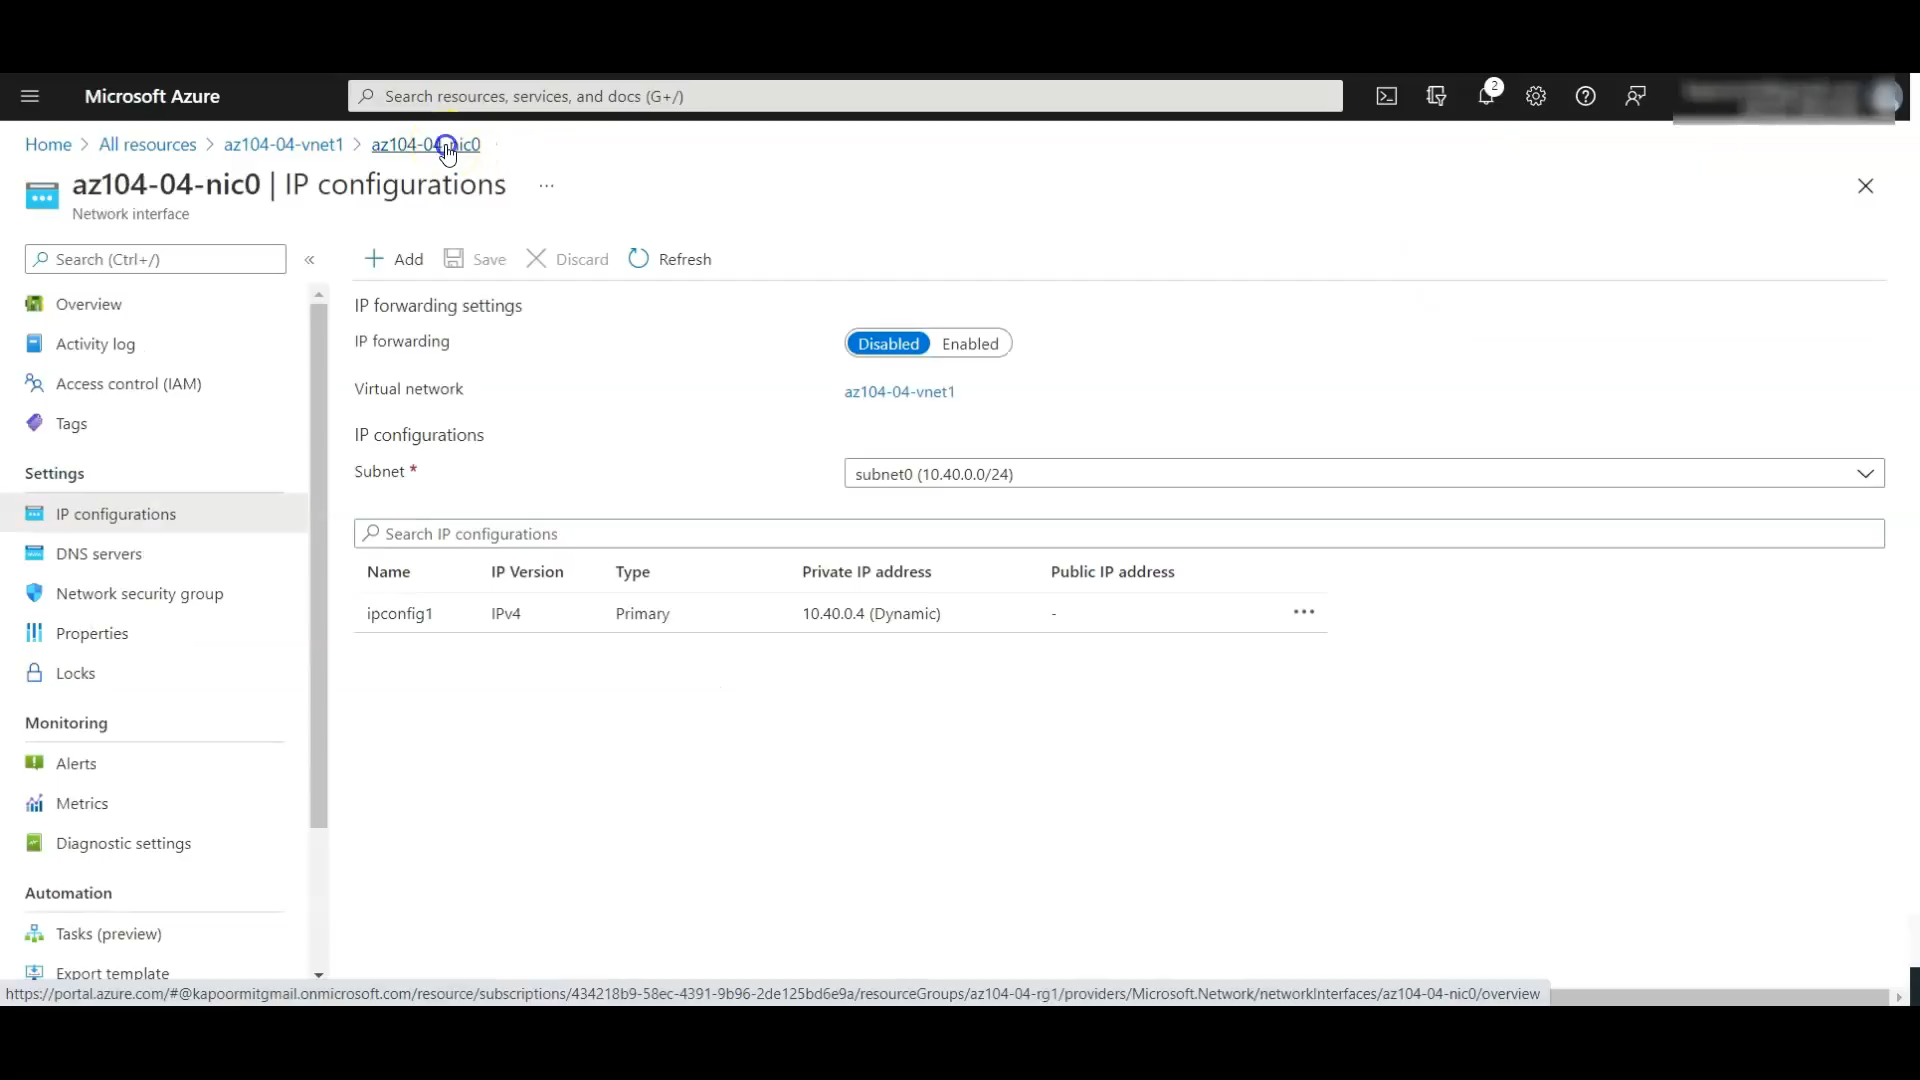 Microsoft Azure
Search resources, services, and docs (G+/)
2
Home > All resources > az104-04-vnet1 > az104-04-nic0
az104-04-nic0 | IP configurations ...
Network interface
Search (Ctrl+/)
«
Add
Save
Discard
Refresh
Overview
Activity log
Access control (IAM)
Tags
Settings
IP configurations
DNS servers
Network security group
Properties
Locks
Monitoring
Alerts
Metrics
Diagnostic settings
Automation
Tasks (preview)
Export template
IP forwarding settings
IP forwarding
Disabled Enabled
Virtual network
az104-04-vnet1
IP configurations
Subnet *
subnet0 (10.40.0.0/24)
Search IP configurations
Name IP Version Type Private IP address Public IP address
ipconfig1 IPv4 Primary 10.40.0.4 (Dynamic) - ...
https://portal.azure.com/#@kapoormitgmail.onmicrosoft.com/resource/subscriptions/434218b9-58ec-4391-9b96-2de125bd6e9a/resourceGroups/az104-04-rg1/providers/Microsoft.Network/networkInterfaces/az104-04-nic0/overview